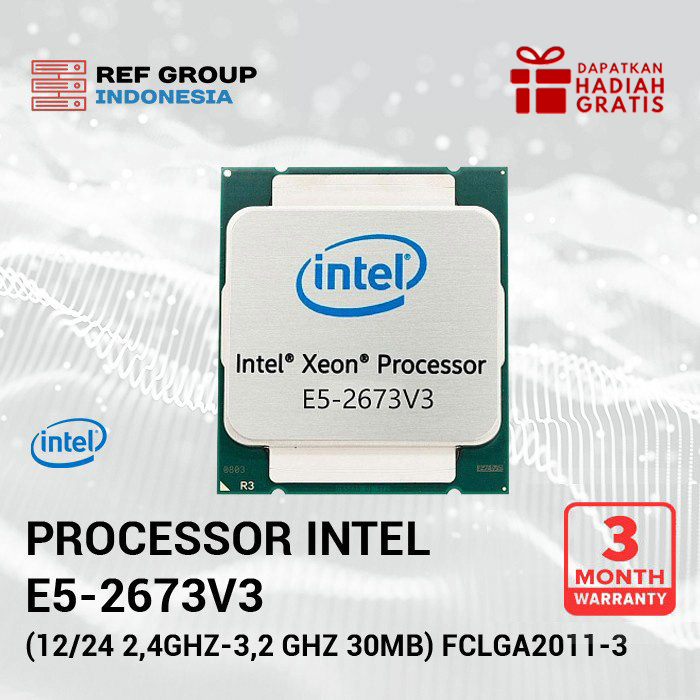 REF GROUP
INDONESIA
DAPATKAN
HADIAH
GRATIS
intel
Intel® Xeon® Processor
E5-2673V3
0803
R3
intel
PROCESSOR INTEL
E5-2673V3
(12/24 2,4GHZ-3,2 GHZ 30MB) FCLGA2011-3
3
MONTH
WARRANTY